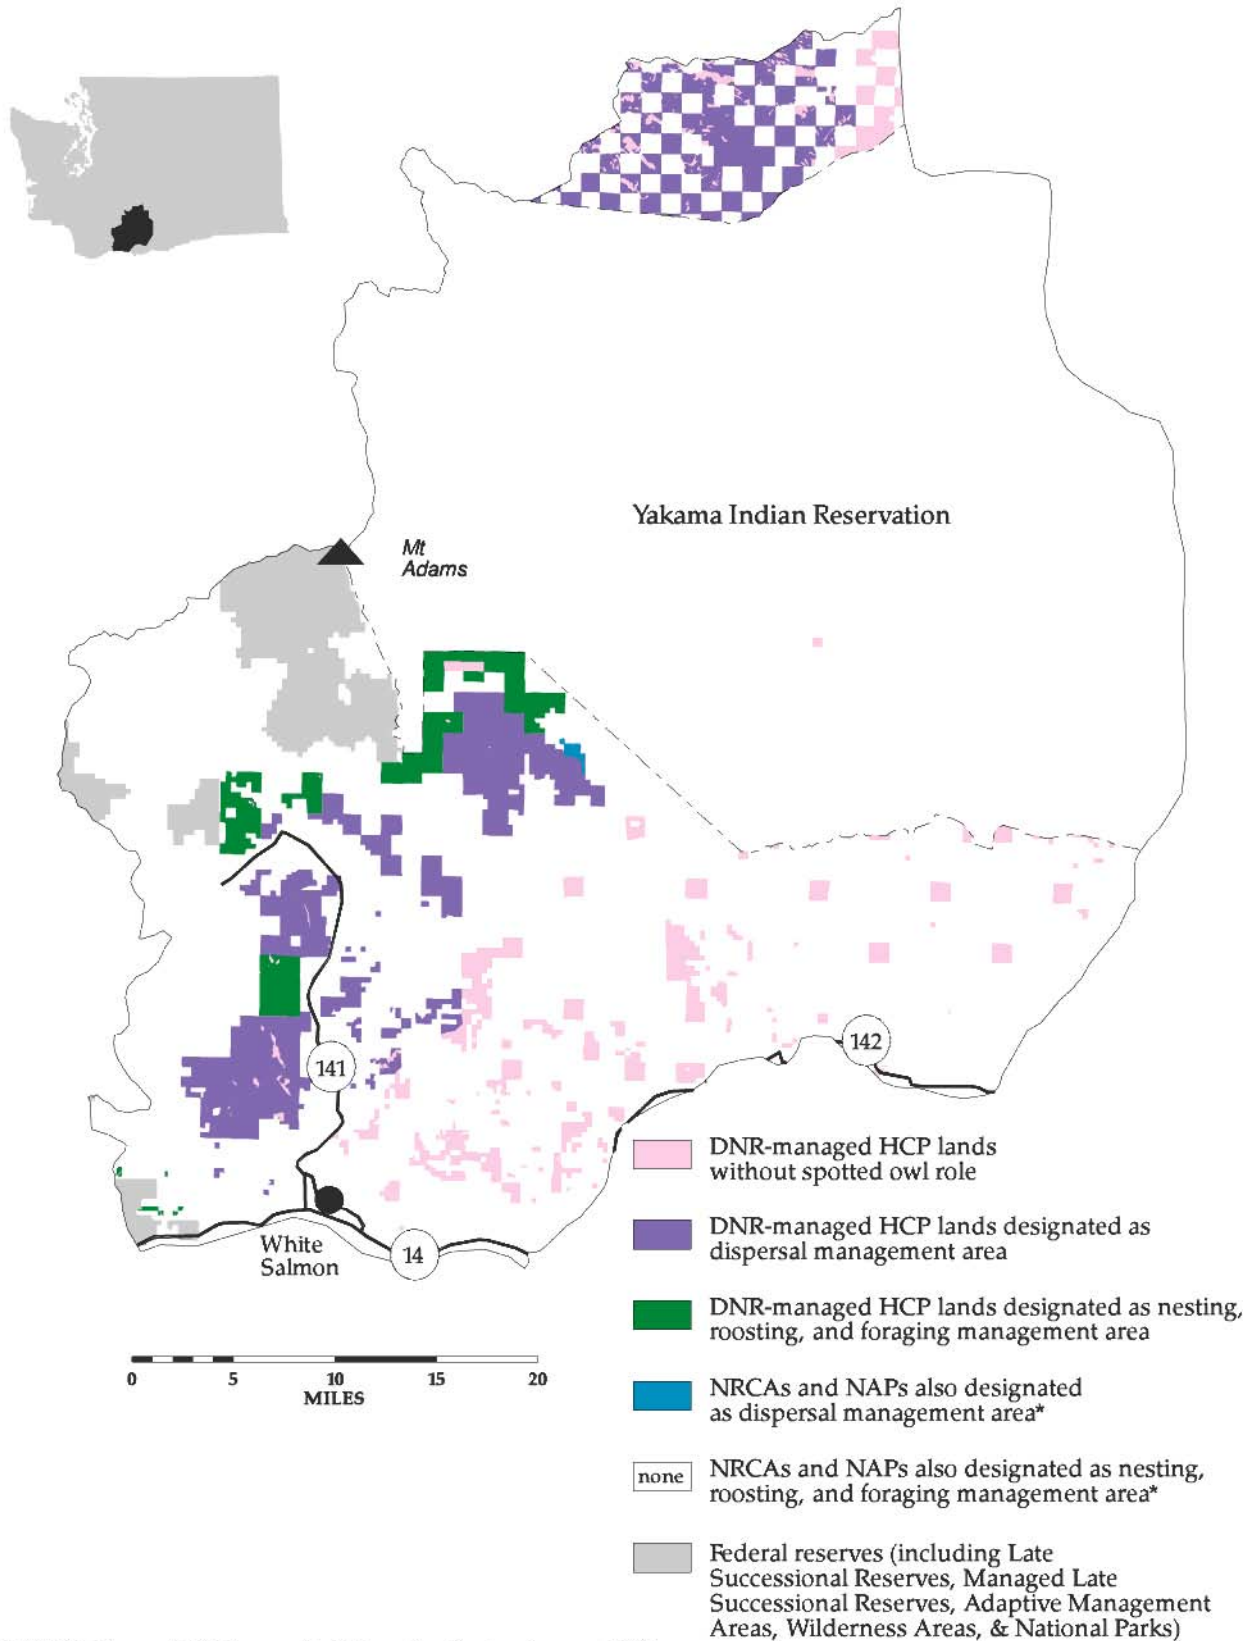 Yakama Indian Reservation
Mt
Adams
142
141
White
Salmon
14
DNR-managed HCP lands
without spotted owl role
DNR-managed HCP lands designated as
dispersal management area
DNR-managed HCP lands designated as nesting,
roosting, and foraging management area
NRCAs and NAPs also designated
as dispersal management area*
none
NRCAs and NAPs also designated as nesting,
roosting, and foraging management area*
Federal reserves (including Late
Successional Reserves, Managed Late
Successional Reserves, Adaptive Management
Areas, Wilderness Areas, & National Parks)
0 5 10 15 20
MILES